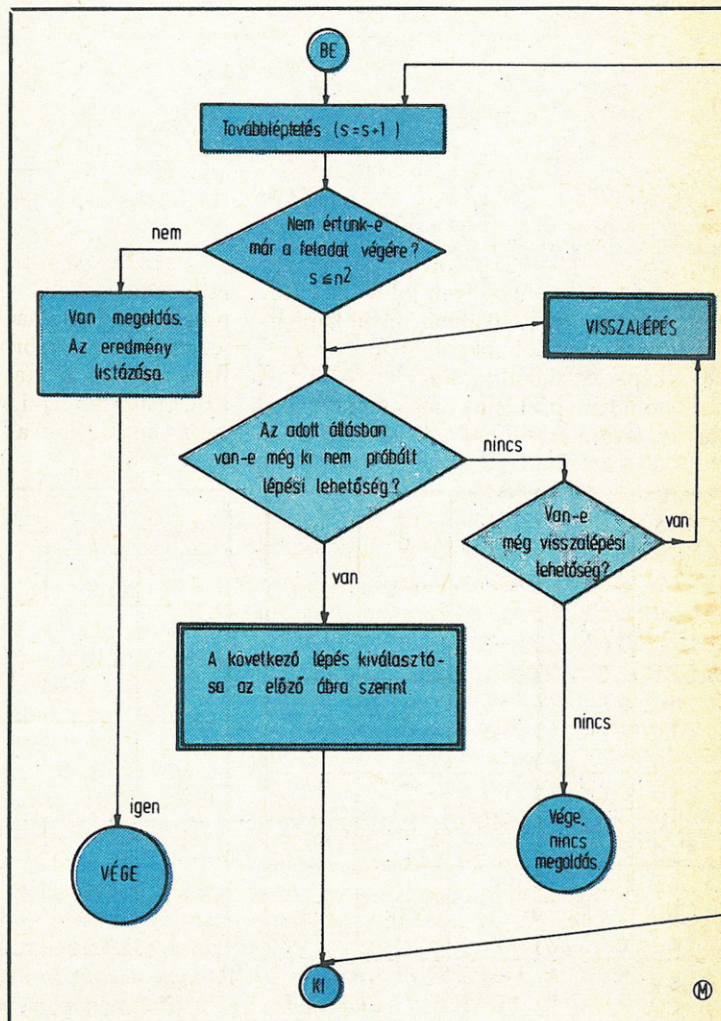 BE
Továbbléptetés (s=s+1)
Nem értünk-e
már a feladat végére?
s≤n²
nem
Van megoldás.
Az eredmény
listázása.
VISSZALÉPÉS
Az adott állásban
van-e még ki nem próbált
lépési lehetőség?
nincs
Van-e
még visszalépési
lehetőség?
van
van
A következő lépés kiválasztá-
sa az előző ábra szerint.
nincs
igen
VÉGE
Vége,
nincs
megoldás.
KI
M